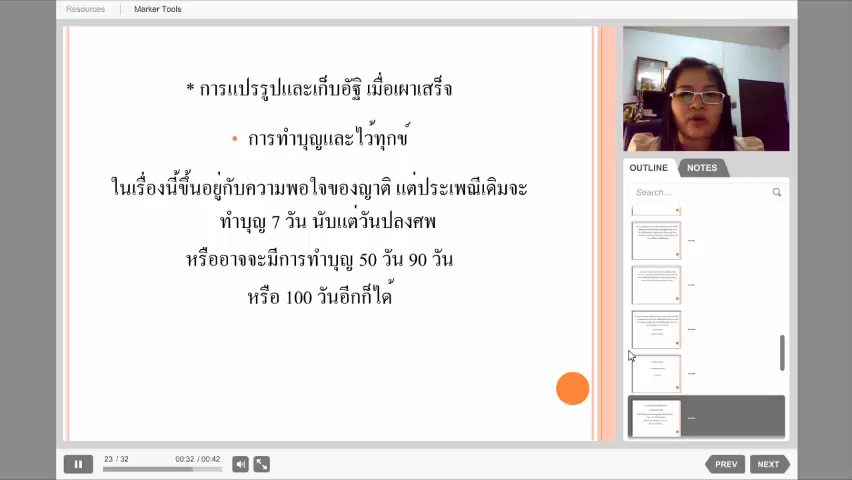 Resources
Marker Tools
* การแปรรูปและเก็บอัฐิ เมื่อเผาเสร็จ
• การทำบุญและไว้ทุกข์
ในเรื่องนี้ขึ้นอยู่กับความพอใจของญาติ แต่ประเพณีเดิมจะ
ทำบุญ 7 วัน นับแต่วันปลงศพ
หรืออาจจะมีการทำบุญ 50 วัน 90 วัน
หรือ 100 วันอีกก็ได้
OUTLINE
NOTES
Search...
...
...
...
...
...
23 / 32
00:32 / 00:42
PREV
NEXT